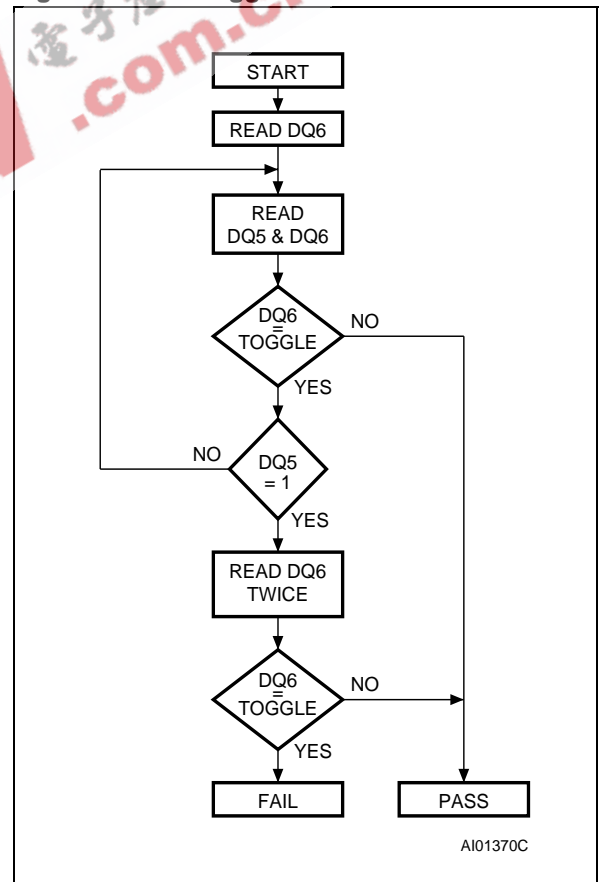 .com.c
START
READ DQ6
READ
DQ5 & DQ6
DQ6
=
TOGGLE
NO
YES
NO
DQ5
= 1
YES
READ DQ6
TWICE
DQ6
=
TOGGLE
NO
YES
FAIL
PASS
AI01370C